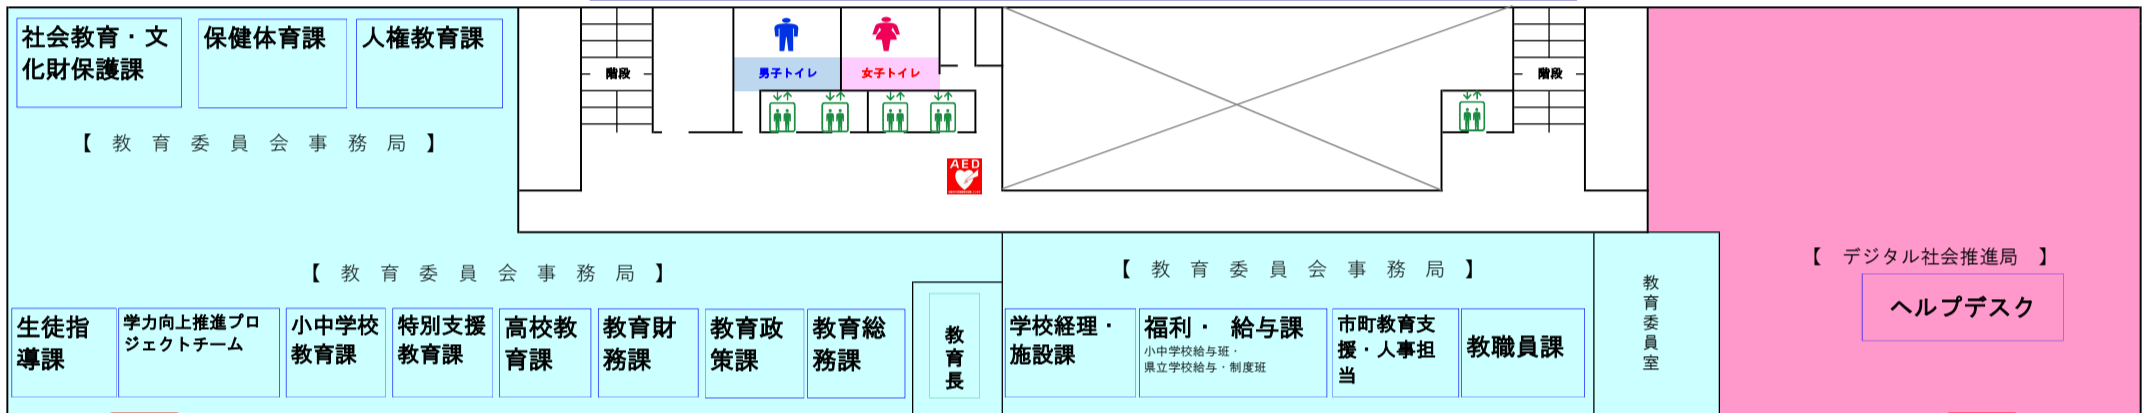 社会教育・文
化財保護課
保健体育課
人権教育課
階段
男子トイレ
女子トイレ
階段
【 教 育 委 員 会 事 務 局 】
AED
【 教 育 委 員 会 事 務 局 】
【 教 育 委 員 会 事 務 局 】
【 デジタル社会推進局 】
ヘルプデスク
生徒指
導課
学力向上推進プロ
ジェクトチーム
小中学校
教育課
特別支援
教育課
高校教
育課
教育財
務課
教育政
策課
教育総
務課
教育長
学校経理・
施設課
福利・ 給与課
小中学校給与班・
県立学校給与・制度班
市町教育支
援・人事担
当
教職員課
教育委員室